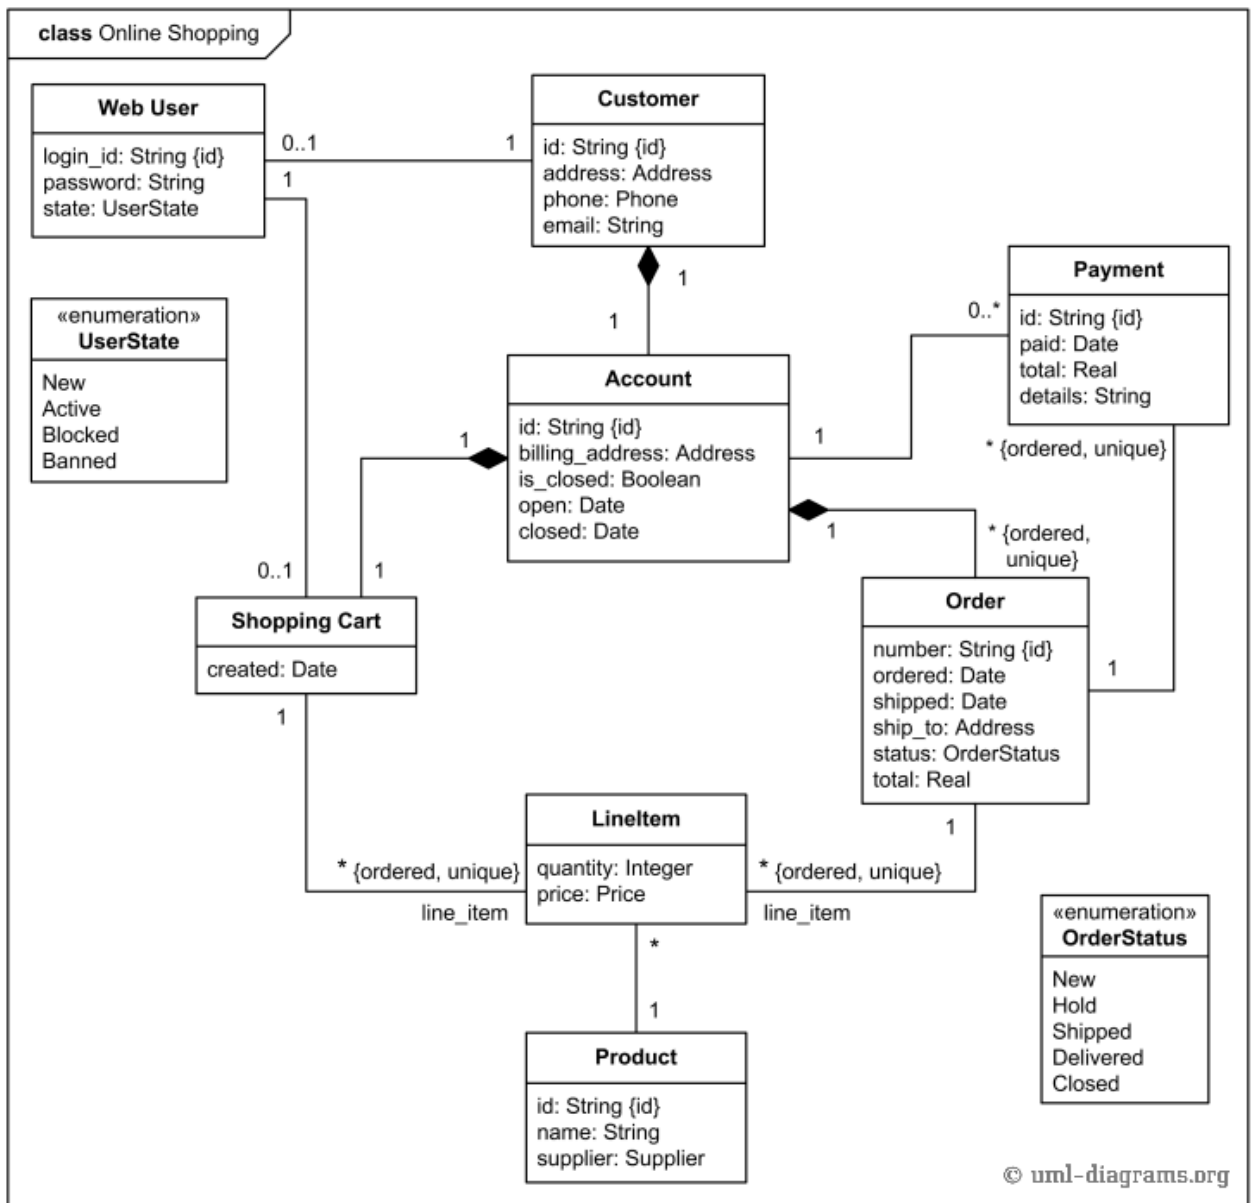 class Online Shopping
Web User
login_id: String {id}
password: String
state: UserState
0..1
1
1
Customer
id: String {id}
address: Address
phone: Phone
email: String
1
1
«enumeration»
UserState
New
Active
Blocked
Banned
Payment
id: String {id}
paid: Date
total: Real
details: String
0..*
1
* {ordered, unique}
1
Account
id: String {id}
billing_address: Address
is_closed: Boolean
open: Date
closed: Date
1
1
0..1
1
* {ordered,
unique}
Shopping Cart
created: Date
1
Order
number: String {id}
ordered: Date
shipped: Date
ship_to: Address
status: OrderStatus
total: Real
1
* {ordered, unique}
line_item
LineItem
quantity: Integer
price: Price
* {ordered, unique}
line_item
*
1
Product
id: String {id}
name: String
supplier: Supplier
«enumeration»
OrderStatus
New
Hold
Shipped
Delivered
Closed
© uml-diagrams.org